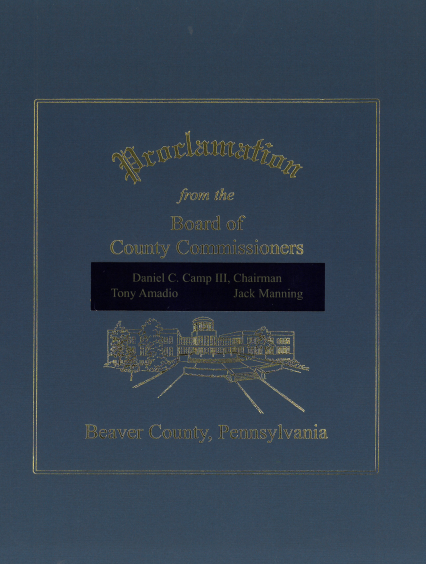 Proclamation
from the
Board of
County Commissioners
Daniel C. Camp III, Chairman
Tony Amadio Jack Manning
Beaver County, Pennsylvania